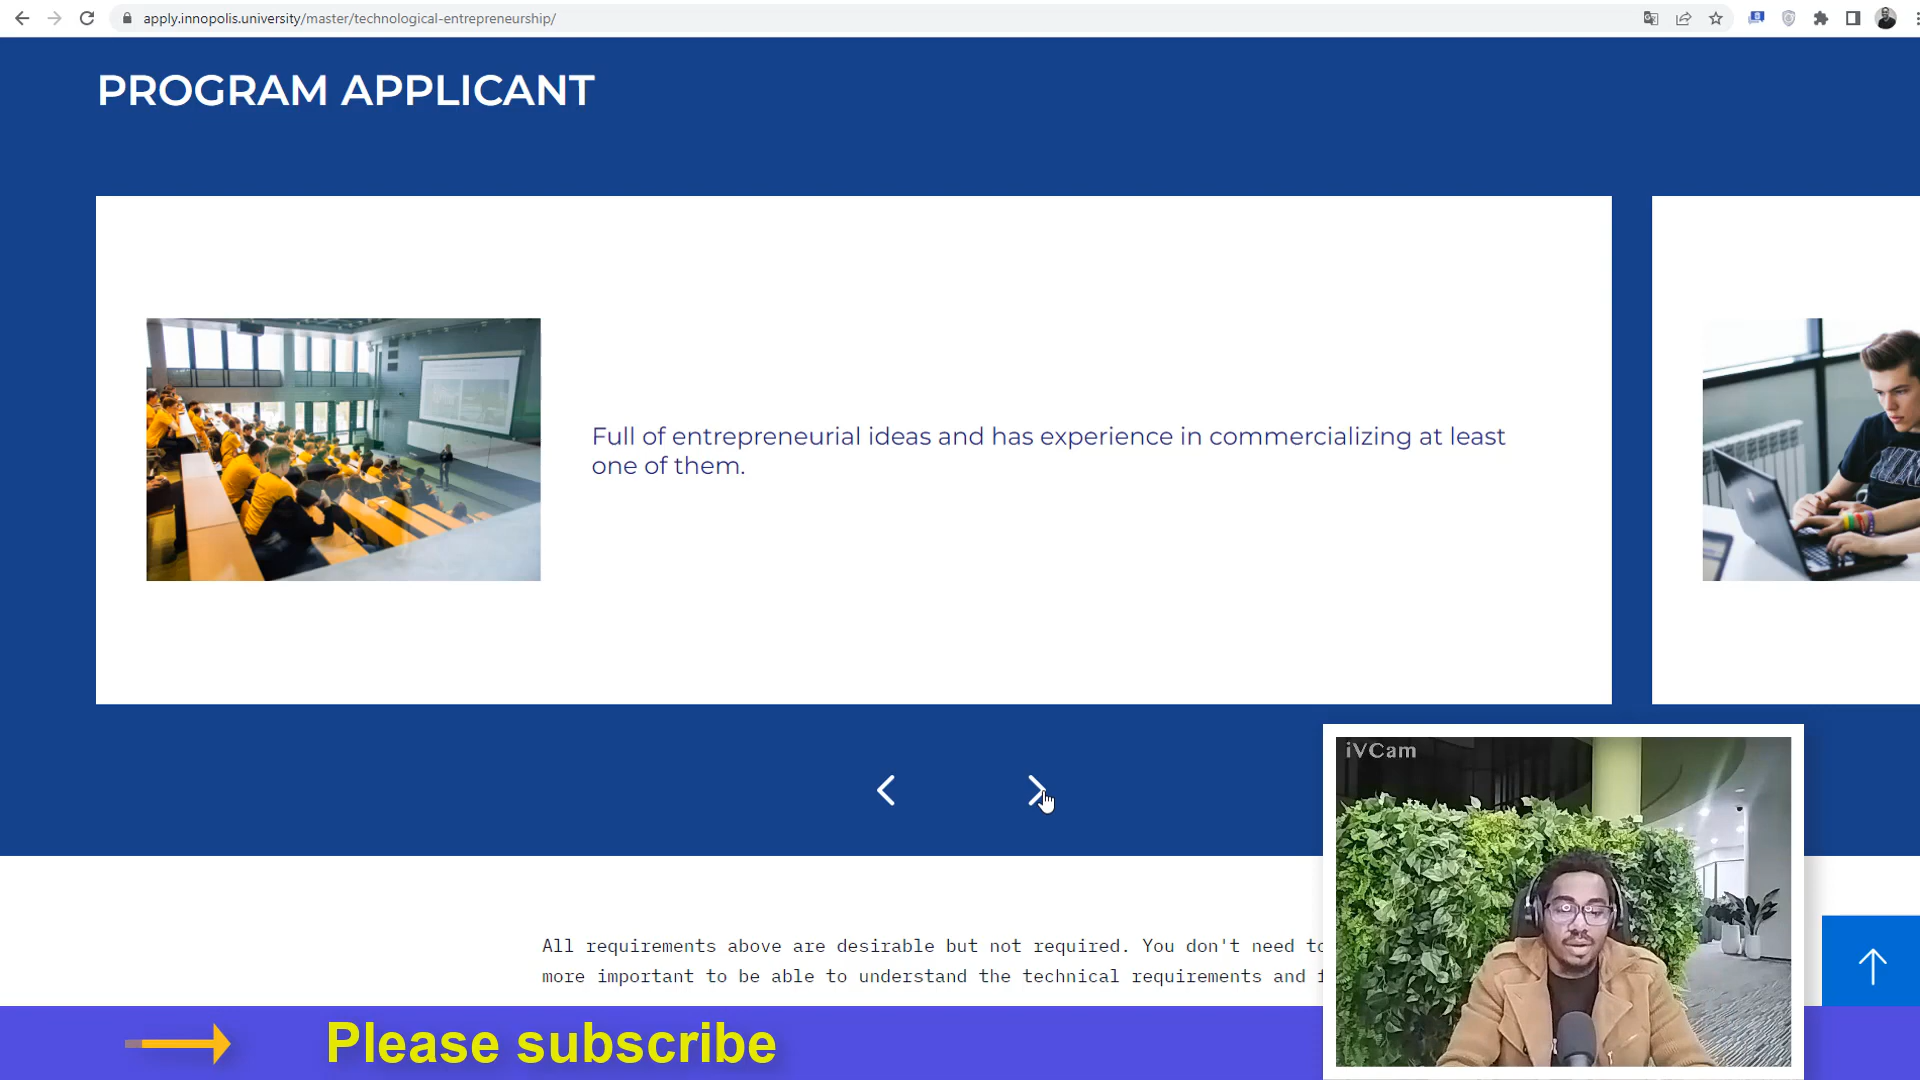 apply.innopolis.university/master/technological-entrepreneurship/
PROGRAM APPLICANT
Full of entrepreneurial ideas and has experience in commercializing at least
one of them.
iVCam
All requirements above are desirable but not required. You don't need to
more important to be able to understand the technical requirements and
Please subscribe